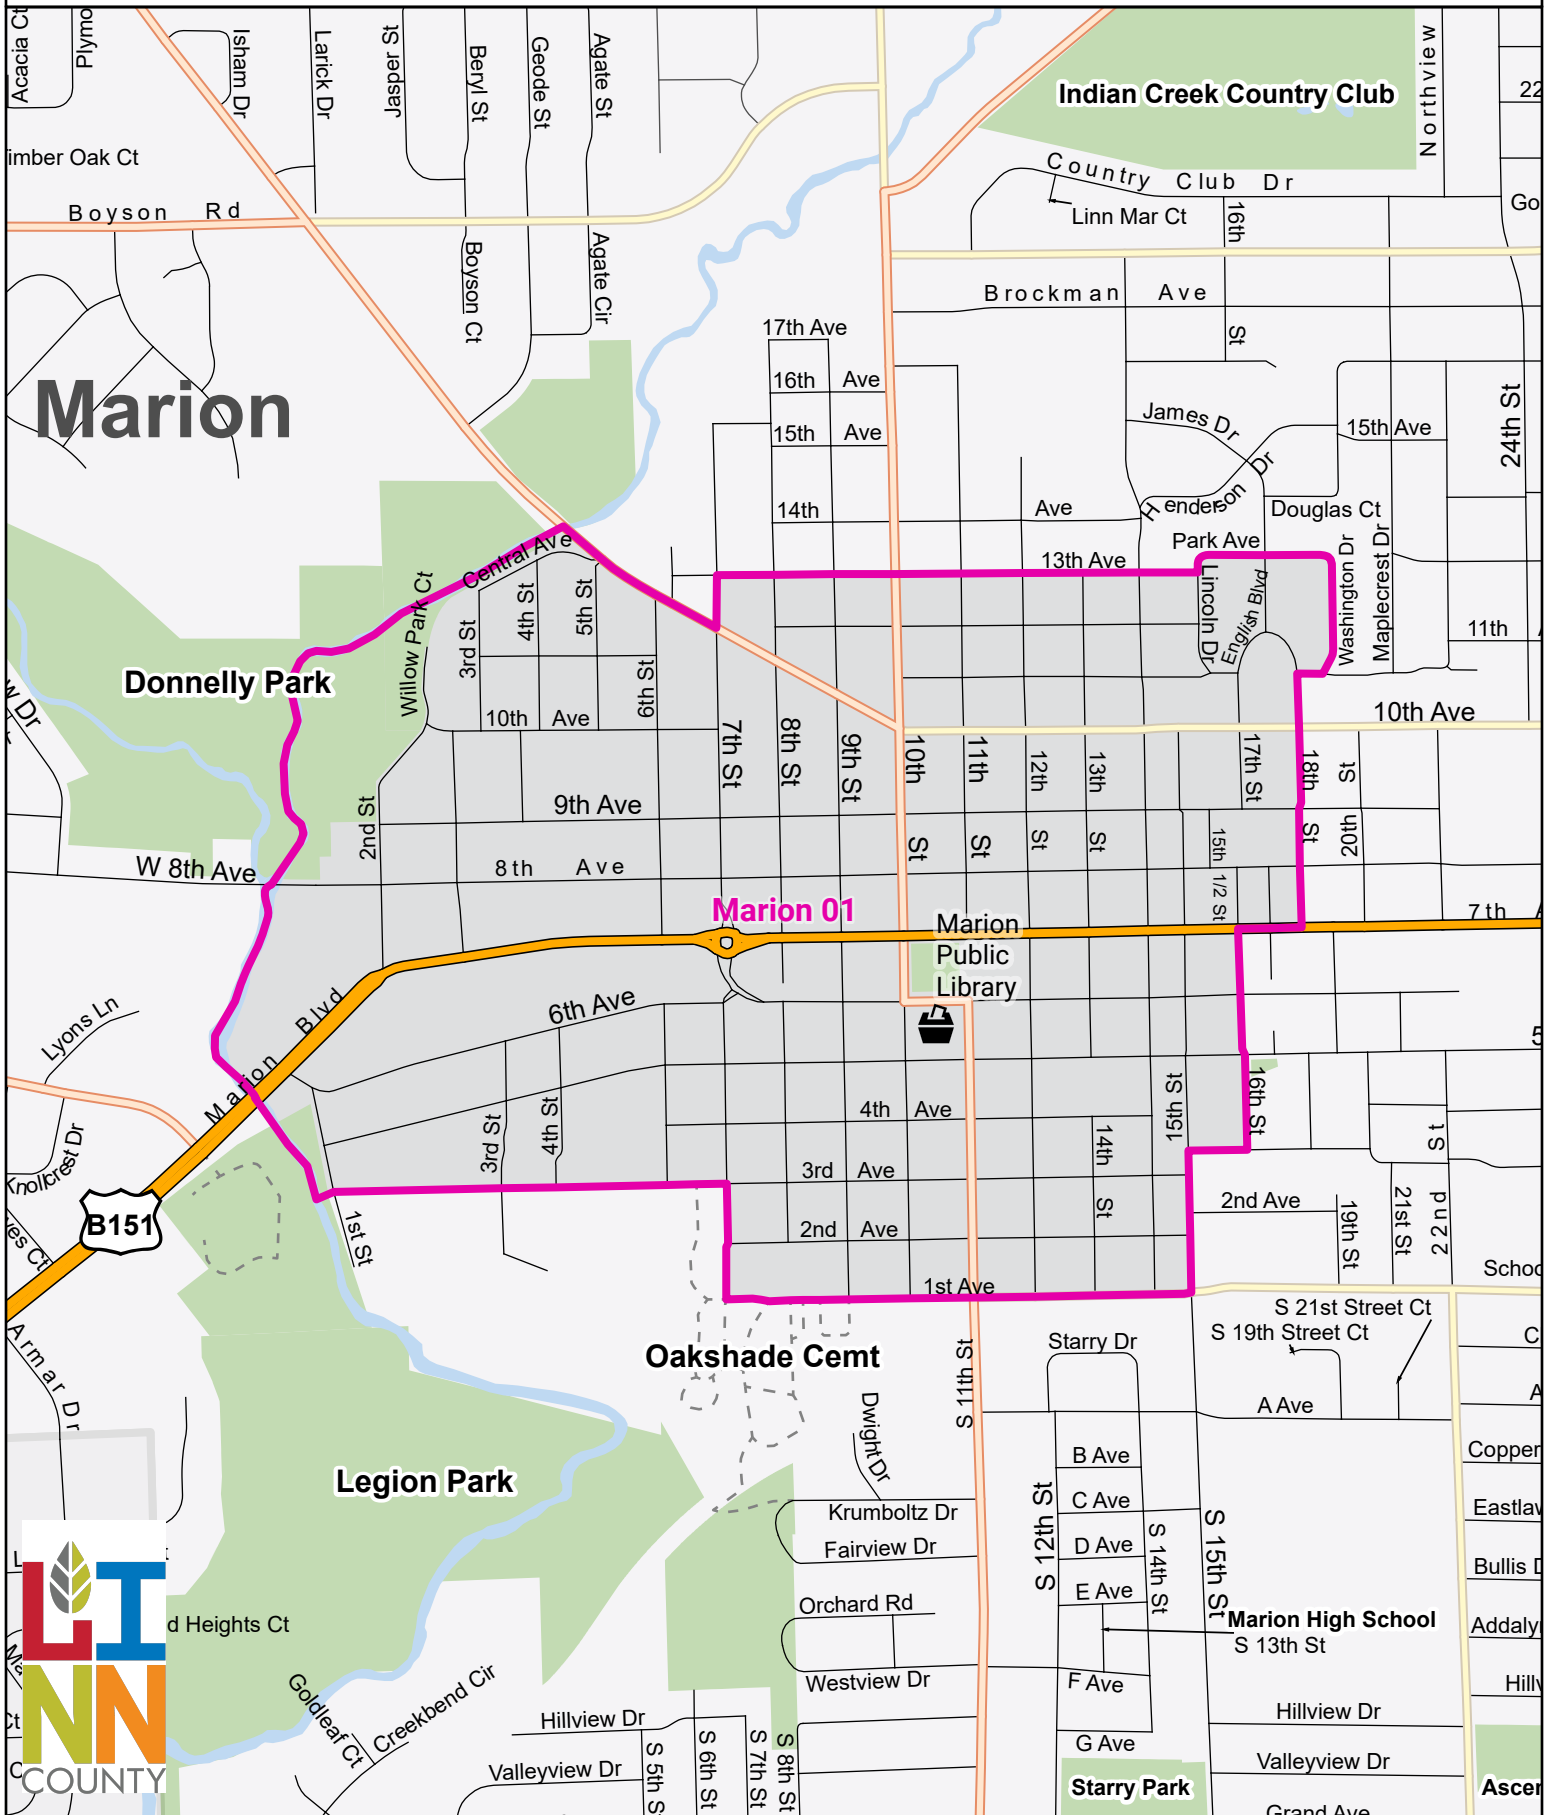 Acacia Ct
Plymo
Isham Dr
Larick Dr
Jasper St
Beryl St
Geode St
Agate St
Indian Creek Country Club
Northview
22
imber Oak Ct
Country Club Dr
Linn Mar Ct
16th St
Go
Boyson Rd
Boyson Ct
Agate Cir
Brockman Ave
17th Ave
16th Ave
15th Ave
14th Ave
Marion
James Dr
15th Ave
24th St
Henderson Dr
Douglas Ct
Park Ave
13th Ave
Central Ave
Willow Park Ct
3rd St
4th St
5th St
6th St
Lincoln Dr
English Blvd
Washington Dr
Maplecrest Dr
11th
Donnelly Park
W Dr
10th Ave
10th Ave
7th St
8th St
9th St
10th St
11th St
12th St
13th St
17th St
18th St
20th St
15th 1/2 St
2nd St
9th Ave
W 8th Ave
8th Ave
Marion 01
7th A
Marion
Public
Library
Lyons Ln
Marion Blvd
6th Ave
5
4th Ave
3rd St
4th St
15th St
16th St
14th St
3rd Ave
2nd Ave
2nd Ave
Knollcrest Dr
B151
yes Ct
1st St
19th St
21st St
22nd St
1st Ave
Schoo
Armar Dr
Oakshade Cemt
S 11th St
Starry Dr
S 21st Street Ct
S 19th Street Ct
C
A
A Ave
Dwight Dr
Legion Park
B Ave
Copper
C Ave
Krumboltz Dr
Eastlaw
S 12th St
S 14th St
S 15th St
Fairview Dr
D Ave
Bullis D
E Ave
Orchard Rd
Marion High School
S 13th St
Addaly
d Heights Ct
Westview Dr
F Ave
Hillv
Goldleaf Ct
Creekbend Cir
Hillview Dr
Hillview Dr
G Ave
S 5th S
S 6th St
S 7th St
S 8th St
Valleyview Dr
Valleyview Dr
Starry Park
Ascen
Grand Ave
LINN
COUNTY